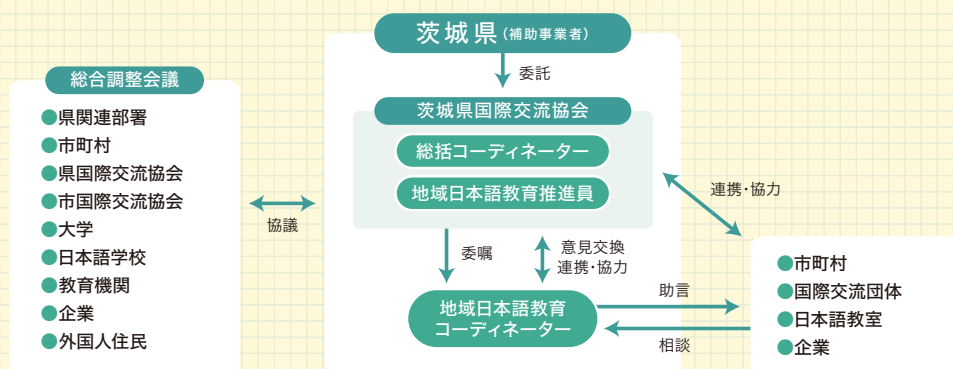 総合調整会議
●県関連部署
●市町村
●県国際交流協会
●市国際交流協会
●大学
●日本語学校
●教育機関
●企業
●外国人住民
協議
茨城県(補助事業者)
委託
茨城県国際交流協会
総括コーディネーター
地域日本語教育推進員
委嘱
意見交換
連携・協力
地域日本語教育
コーディネーター
連携・協力
助言
相談
●市町村
●国際交流団体
●日本語教室
●企業